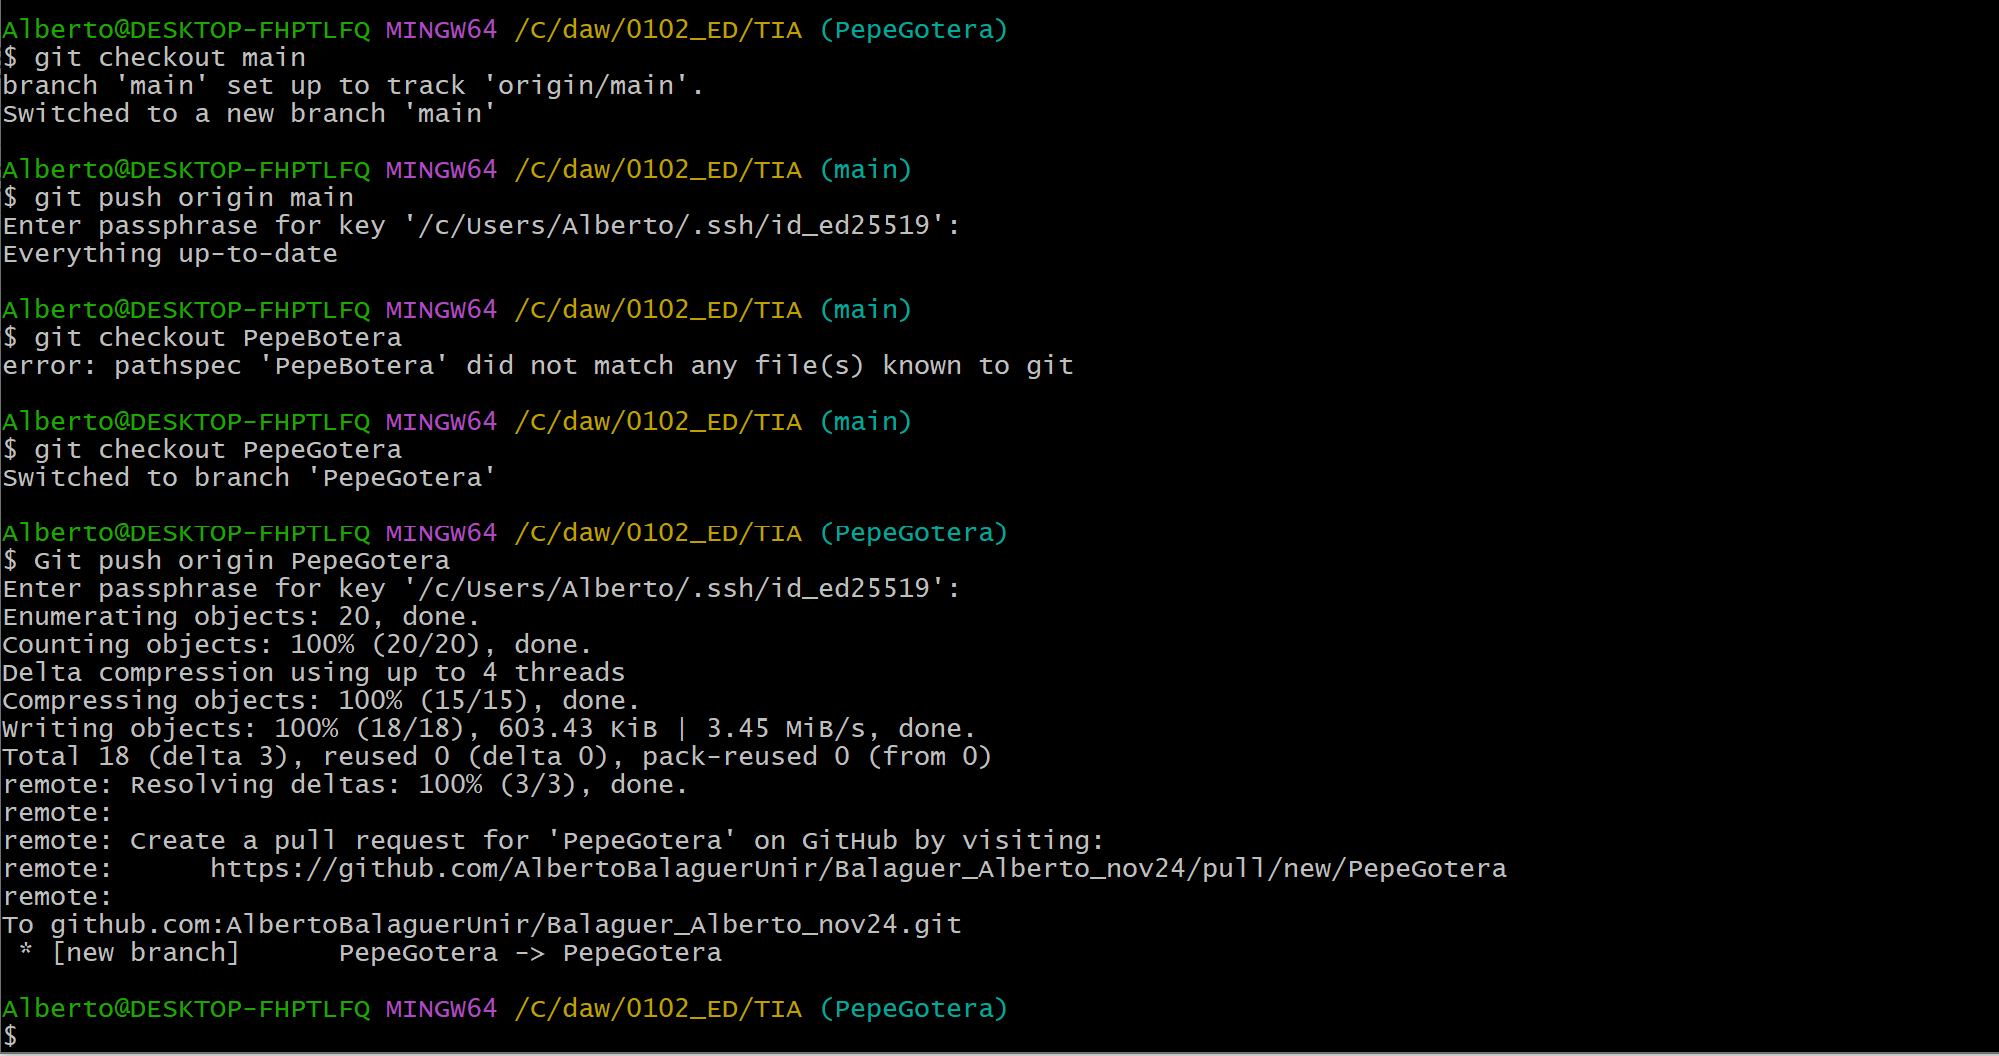 Alberto@DESKTOP-FHPTLFQ MINGW64 /C/daw/0102_ED/TIA (PepeGotera)
$ git checkout main
branch 'main' set up to track 'origin/main'.
Switched to a new branch 'main'
Alberto@DESKTOP-FHPTLFQ MINGW64 /C/daw/0102_ED/TIA (main)
$ git push origin main
Enter passphrase for key '/c/Users/Alberto/.ssh/id_ed25519':
Everything up-to-date
Alberto@DESKTOP-FHPTLFQ MINGW64 /C/daw/0102_ED/TIA (main)
$ git checkout PepeBotera
error: pathspec 'PepeBotera' did not match any file(s) known to git
Alberto@DESKTOP-FHPTLFQ MINGW64 /C/daw/0102_ED/TIA (main)
$ git checkout PepeGotera
Switched to branch 'PepeGotera'
Alberto@DESKTOP-FHPTLFQ MINGW64 /C/daw/0102_ED/TIA (PepeGotera)
$ Git push origin PepeGotera
Enter passphrase for key '/c/Users/Alberto/.ssh/id_ed25519':
Enumerating objects: 20, done.
Counting objects: 100% (20/20), done.
Delta compression using up to 4 threads
Compressing objects: 100% (15/15), done.
Writing objects: 100% (18/18), 603.43 KiB | 3.45 MiB/s, done.
Total 18 (delta 3), reused 0 (delta 0), pack-reused 0 (from 0)
remote: Resolving deltas: 100% (3/3), done.
remote:
remote: Create a pull request for 'PepeGotera' on GitHub by visiting:
remote:      https://github.com/AlbertoBalaguerUnir/Balaguer_Alberto_nov24/pull/new/PepeGotera
remote:
To github.com:AlbertoBalaguerUnir/Balaguer_Alberto_nov24.git
 * [new branch]      PepeGotera -> PepeGotera
Alberto@DESKTOP-FHPTLFQ MINGW64 /C/daw/0102_ED/TIA (PepeGotera)
$